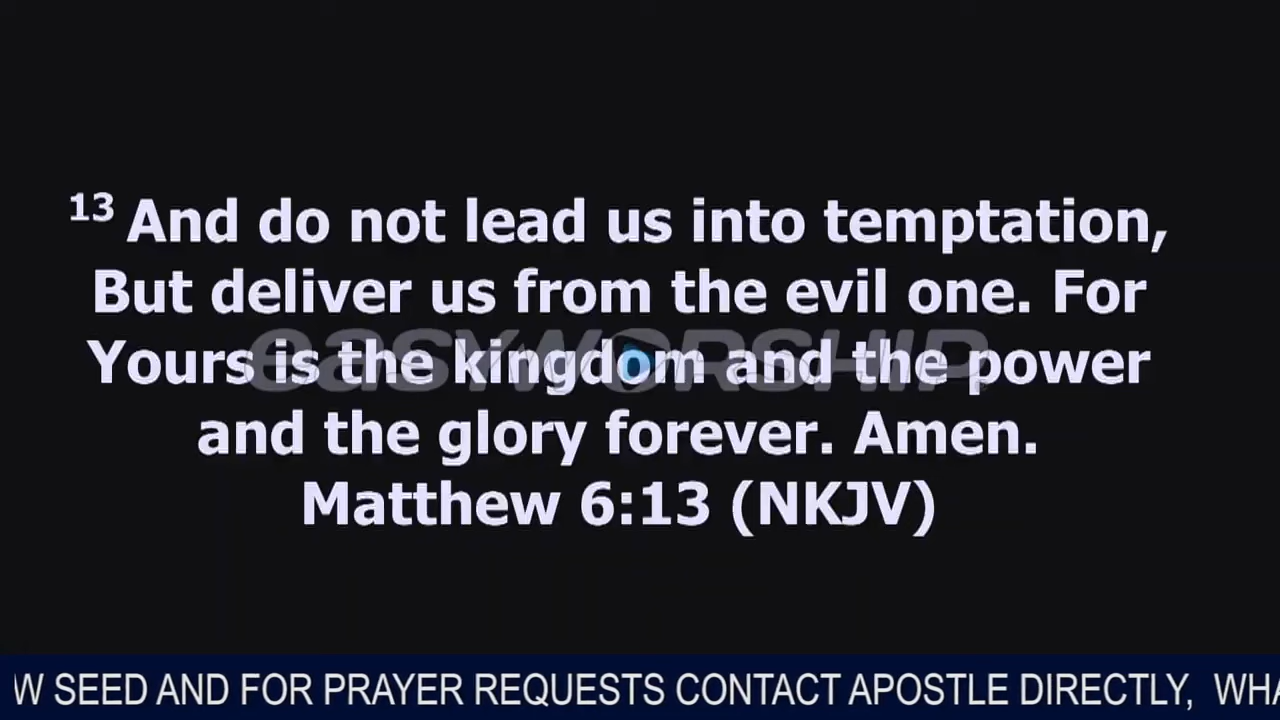 13 And do not lead us into temptation,
But deliver us from the evil one. For
Yours is the kingdom and the power
and the glory forever. Amen.
Matthew 6:13 (NKJV)
easyWORSHIP
SEED AND FOR PRAYER REQUESTS CONTACT APOSTLE DIRECTLY,